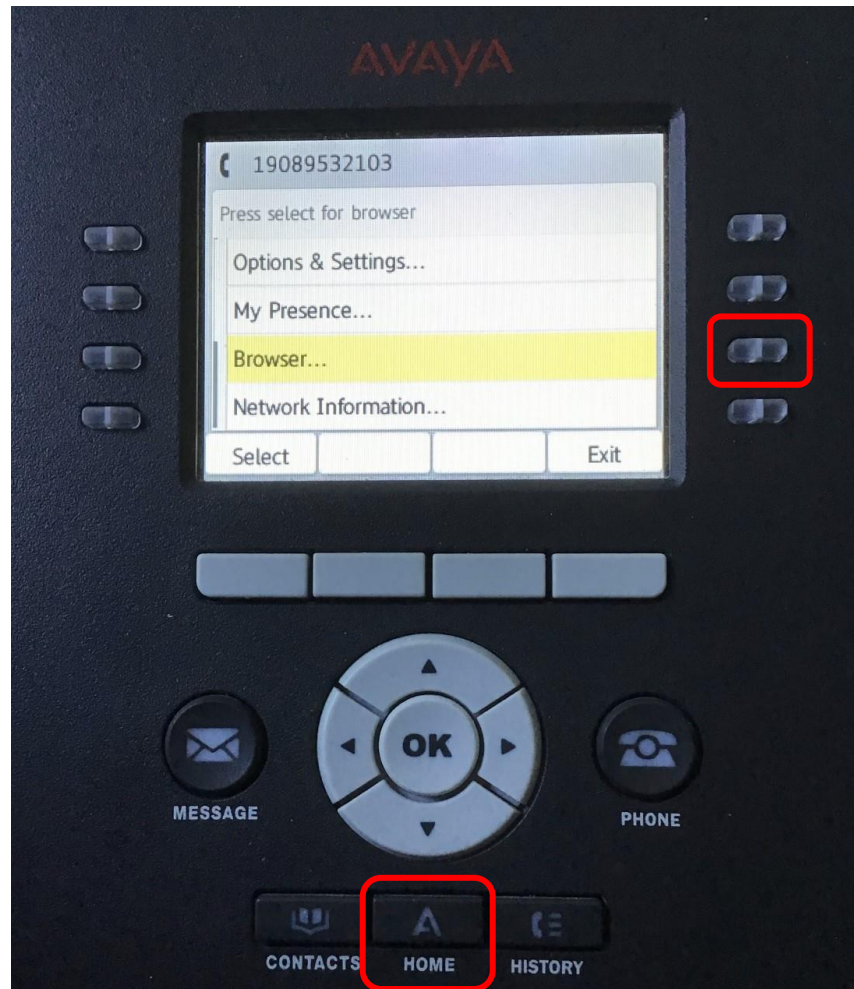 AVAYA
19089532103
Press select for browser
Options & Settings...
My Presence...
Browser...
Network Information...
Select Exit
OK
MESSAGE
PHONE
CONTACTS HOME HISTORY